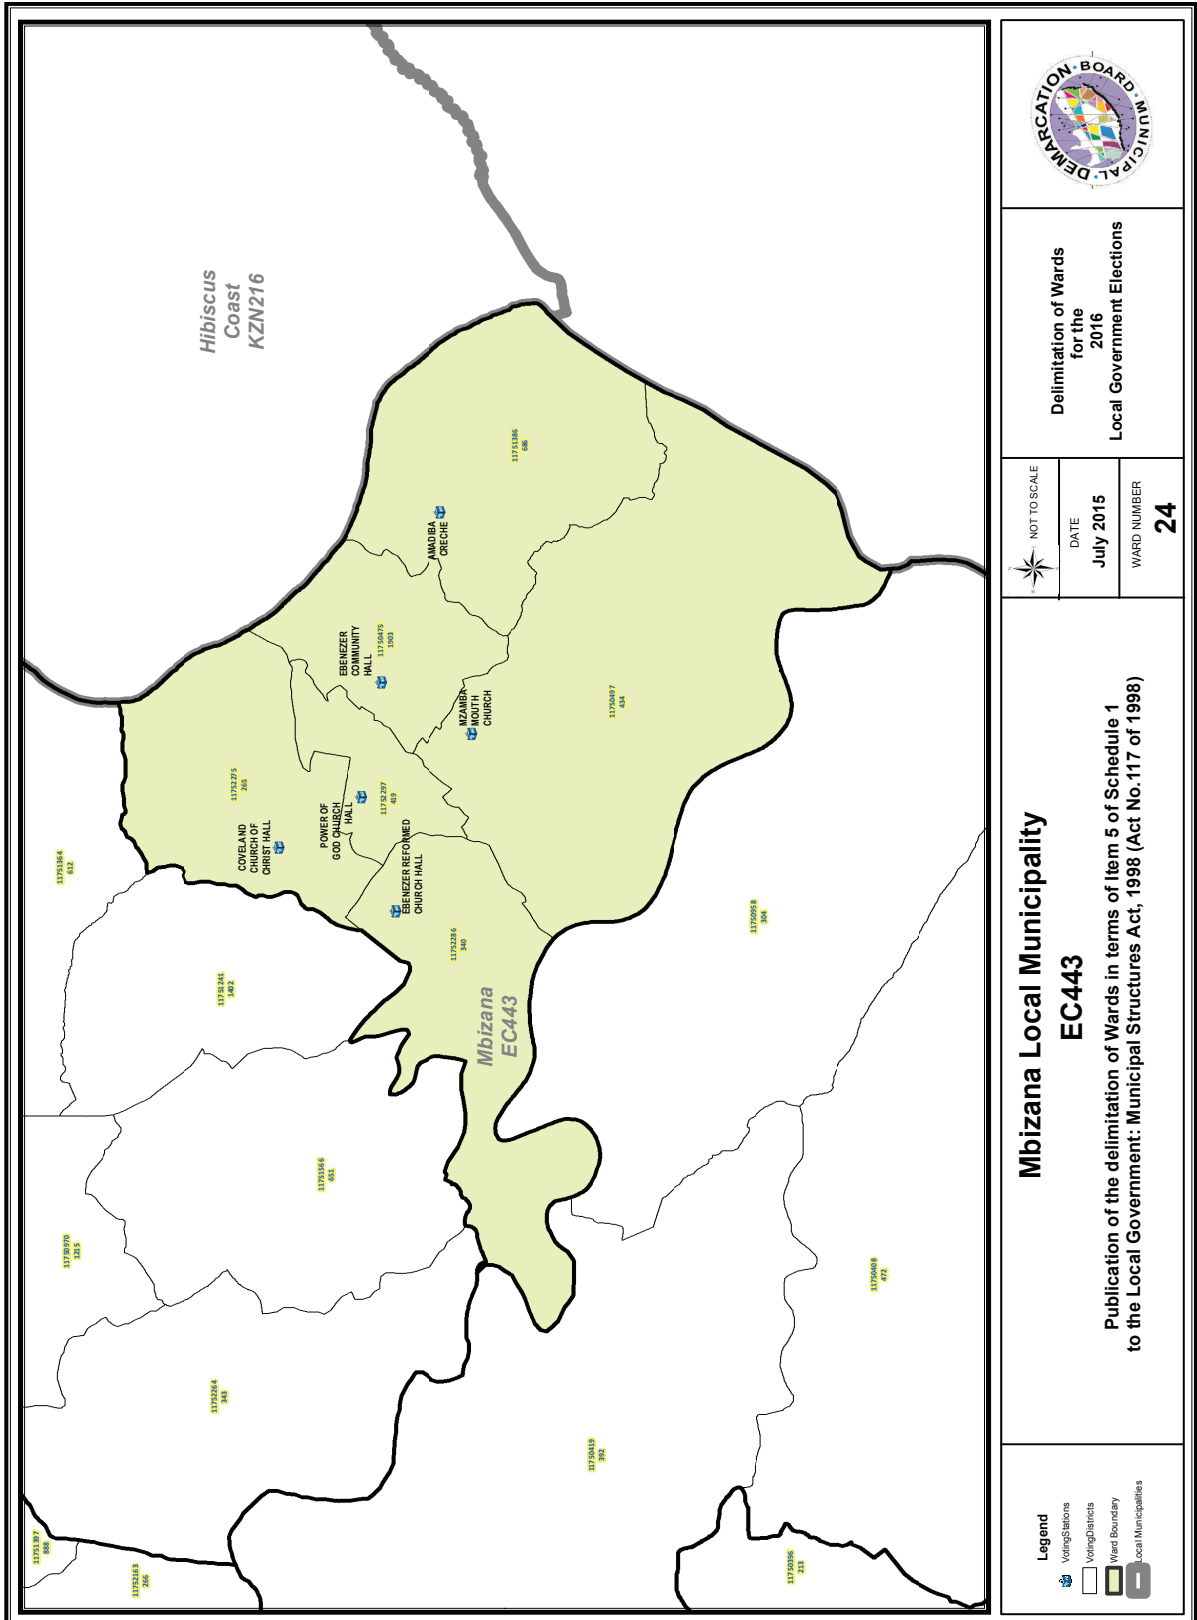 Hibiscus
Coast
KZN216
Mbizana
EC443
11751364
612
11751241
1402
11750970
1215
11751566
651
11752264
343
11751397
888
11752163
266
11752275
265
COVELAND
CHURCH OF
CHRIST HALL
POWER OF
GOD CHURCH
HALL
11752297
419
EBENEZER REFORMED
CHURCH HALL
11752286
340
EBENEZER
COMMUNITY
HALL
11750475
1903
AMADIBA
CRECHE
11751386
686
MZAMBA
MOUTH
CHURCH
11750497
434
11750958
304
11750408
472
11750419
392
11750396
213
Legend
VotingStations
VotingDistricts
Ward Boundary
Local Municipalities
Mbizana Local Municipality
EC443
Publication of the delimitation of Wards in terms of Item 5 of Schedule 1
to the Local Government: Municipal Structures Act, 1998 (Act No.117 of 1998)
NOT TO SCALE
DATE
July 2015
WARD NUMBER
24
Delimitation of Wards
for the
2016
Local Government Elections
MUNICIPAL DEMARCATION BOARD